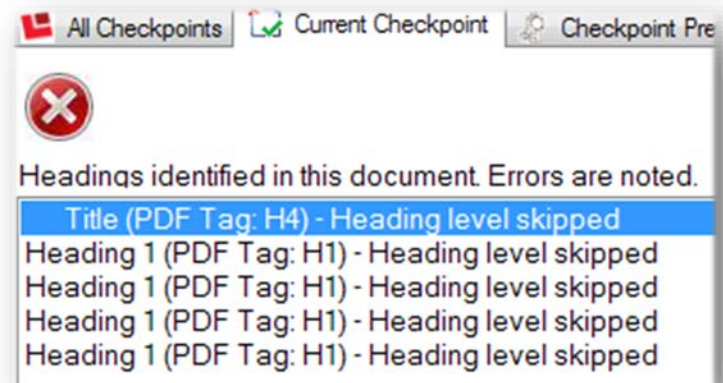 All Checkpoints Current Checkpoint Checkpoint Pre
Headings identified in this document. Errors are noted.
Title (PDF Tag: H4) - Heading level skipped
Heading 1 (PDF Tag: H1) - Heading level skipped
Heading 1 (PDF Tag: H1) - Heading level skipped
Heading 1 (PDF Tag: H1) - Heading level skipped
Heading 1 (PDF Tag: H1) - Heading level skipped